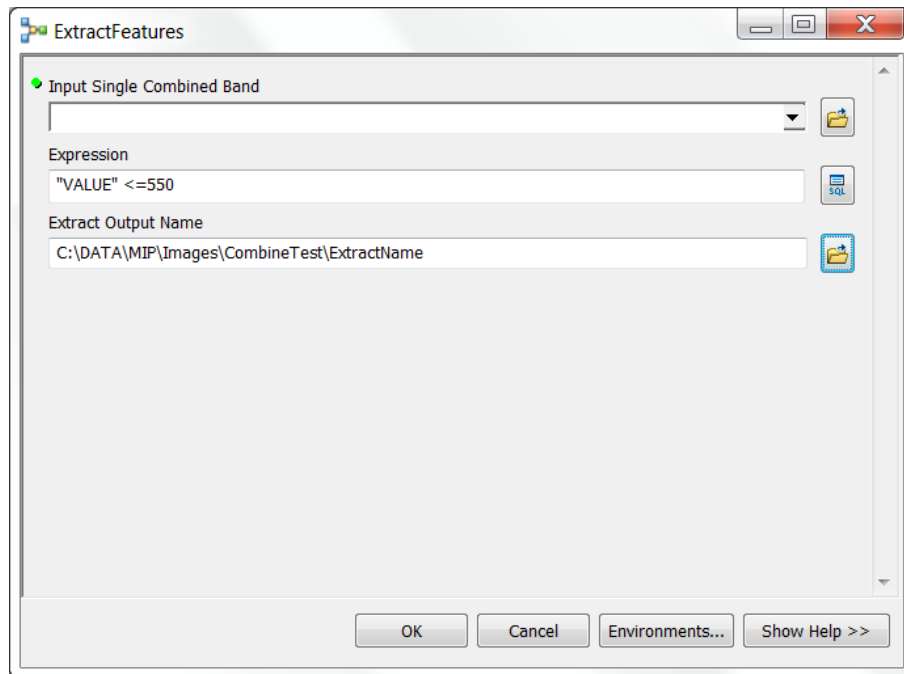 ExtractFeatures
Input Single Combined Band
Expression
"VALUE" <=550
SQL
Extract Output Name
C:\DATA\MIP\Images\CombineTest\ExtractName
OK Cancel Environments... Show Help >>